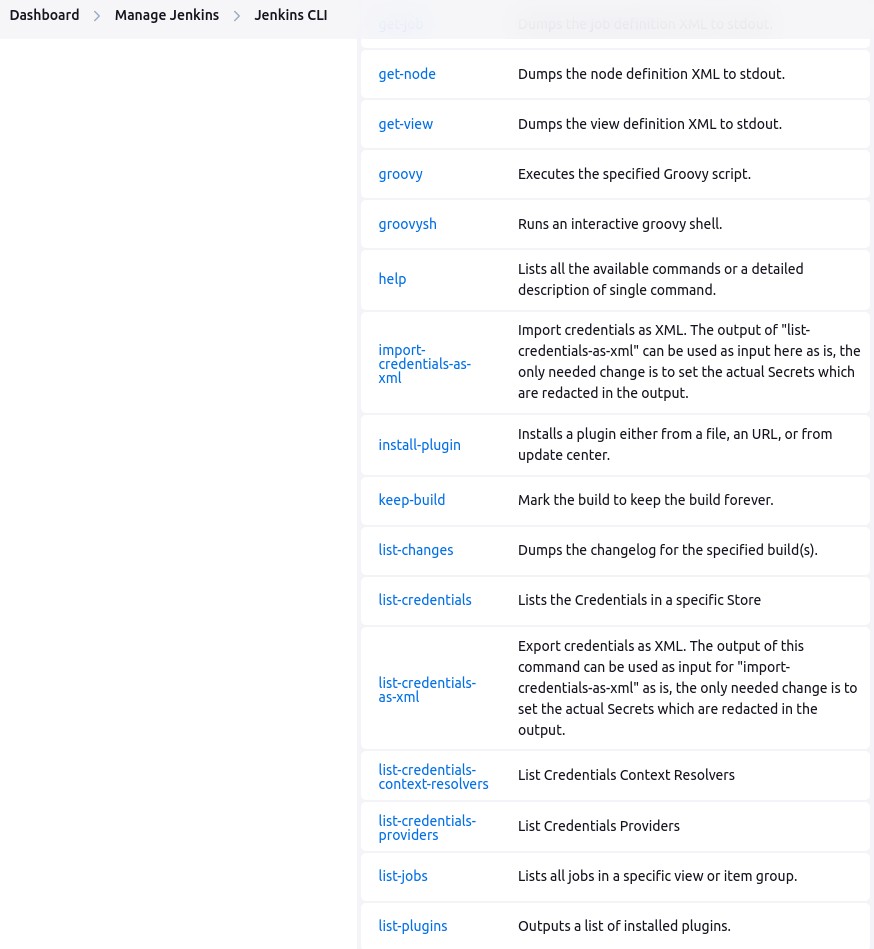 Dashboard > Manage Jenkins > Jenkins CLI
get-job Dumps the job definition XML to stdout.
get-node Dumps the node definition XML to stdout.
get-view Dumps the view definition XML to stdout.
groovy Executes the specified Groovy script.
groovysh Runs an interactive groovy shell.
help
Lists all the available commands or a detailed
description of single command.
import-
credentials-as-
xml
Import credentials as XML. The output of "list-
credentials-as-xml" can be used as input here as is, the
only needed change is to set the actual Secrets which
are redacted in the output.
install-plugin
Installs a plugin either from a file, an URL, or from
update center.
keep-build Mark the build to keep the build forever.
list-changes Dumps the changelog for the specified build(s).
list-credentials Lists the Credentials in a specific Store
list-credentials-
as-xml
Export credentials as XML. The output of this
command can be used as input for "import-
credentials-as-xml" as is, the only needed change is to
set the actual Secrets which are redacted in the
output.
list-credentials-
context-resolvers
List Credentials Context Resolvers
list-credentials-
providers
List Credentials Providers
list-jobs Lists all jobs in a specific view or item group.
list-plugins Outputs a list of installed plugins.